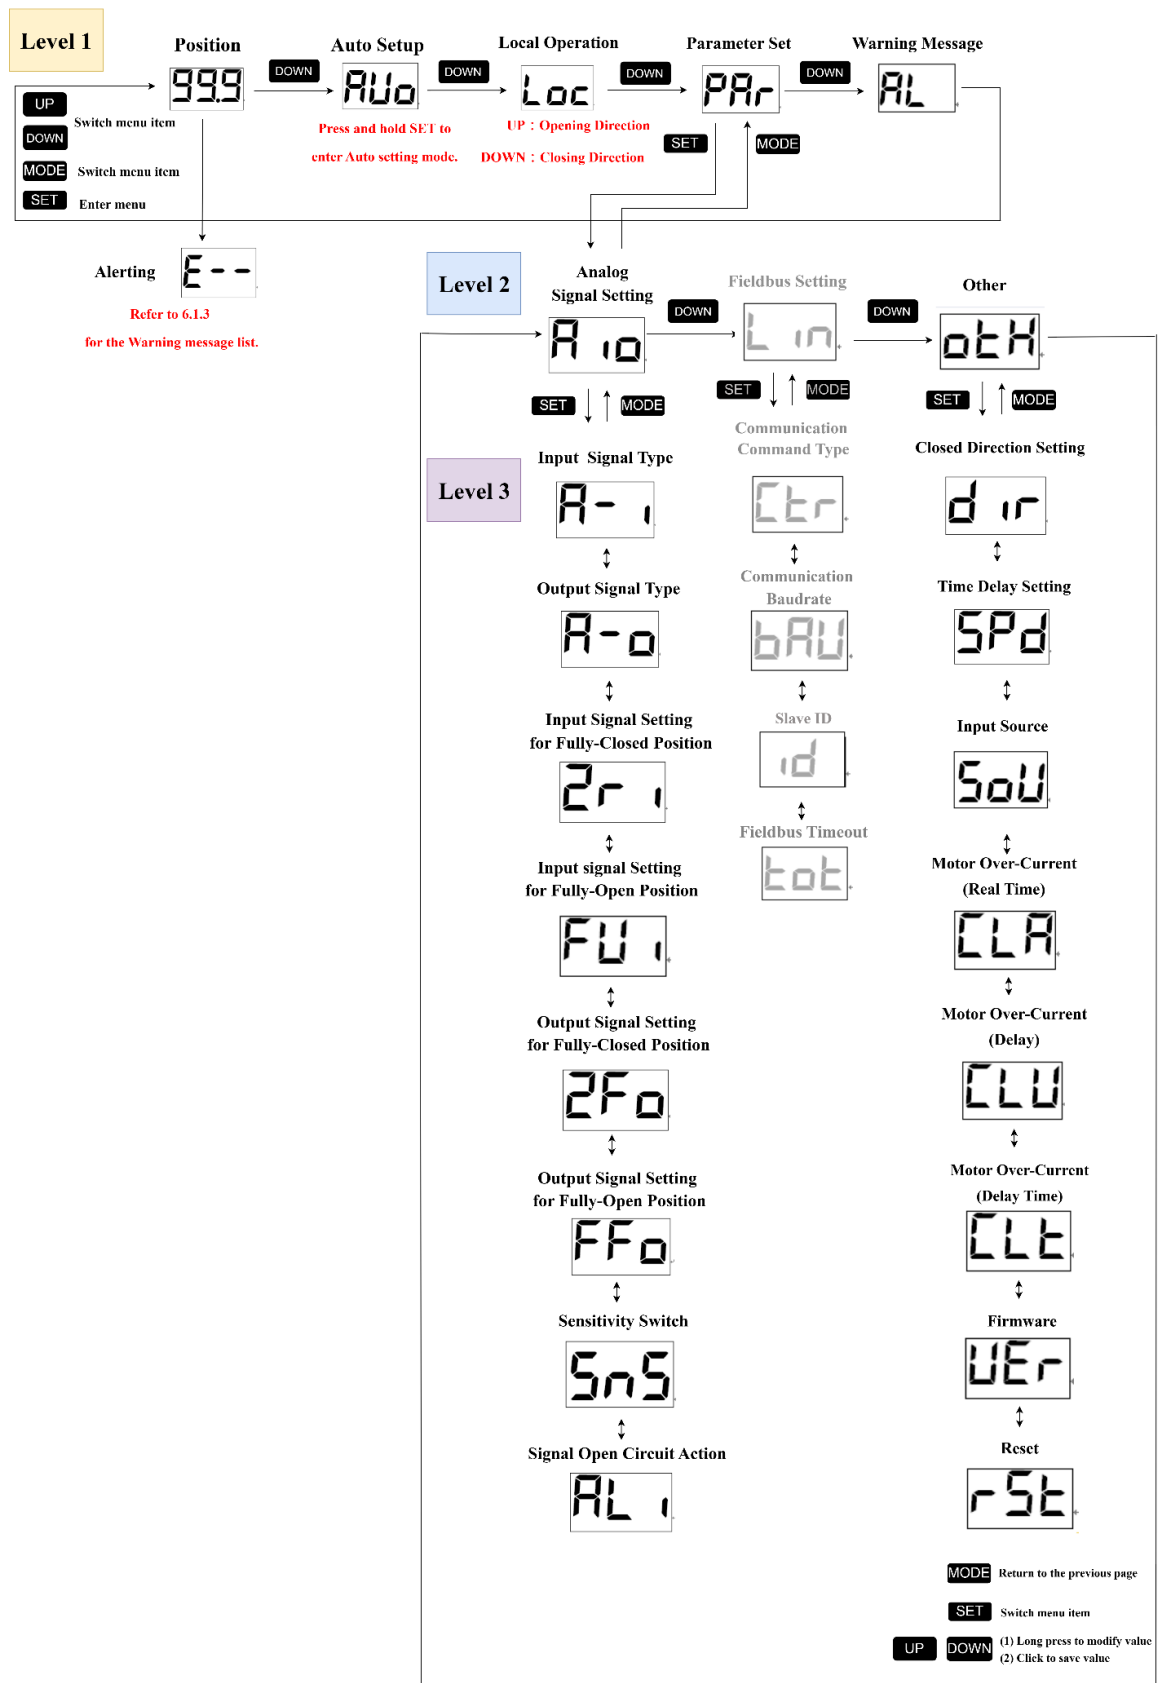 Level 1
Position
Auto Setup
Local Operation
Parameter Set
Warning Message
99.9
DOWN
AUo
DOWN
Loc
DOWN
PAr
DOWN
AL
UP
DOWN
Switch menu item
MODE Switch menu item
SET Enter menu
Press and hold SET to
enter Auto setting mode.
UP : Opening Direction
DOWN : Closing Direction
SET
MODE
Alerting
E--
Refer to 6.1.3
for the Warning message list.
Level 2
Analog
Signal Setting
Fieldbus Setting
Other
A io
DOWN
L in
DOWN
otH
SET
MODE
SET
MODE
SET
MODE
Level 3
Input Signal Type
A-i
Output Signal Type
A-o
Input Signal Setting
for Fully-Closed Position
2ri
Input signal Setting
for Fully-Open Position
FUi
Output Signal Setting
for Fully-Closed Position
2Fo
Output Signal Setting
for Fully-Open Position
FFo
Sensitivity Switch
SnS
Signal Open Circuit Action
ALi
Communication
Command Type
Ctr
Communication
Baudrate
bAU
Slave ID
id
Fieldbus Timeout
tot
Closed Direction Setting
dir
Time Delay Setting
SPd
Input Source
SoU
Motor Over-Current
(Real Time)
CLA
Motor Over-Current
(Delay)
CLU
Motor Over-Current
(Delay Time)
CLt
Firmware
UEr
Reset
rSt
MODE Return to the previous page
SET Switch menu item
UP DOWN (1) Long press to modify value
(2) Click to save value